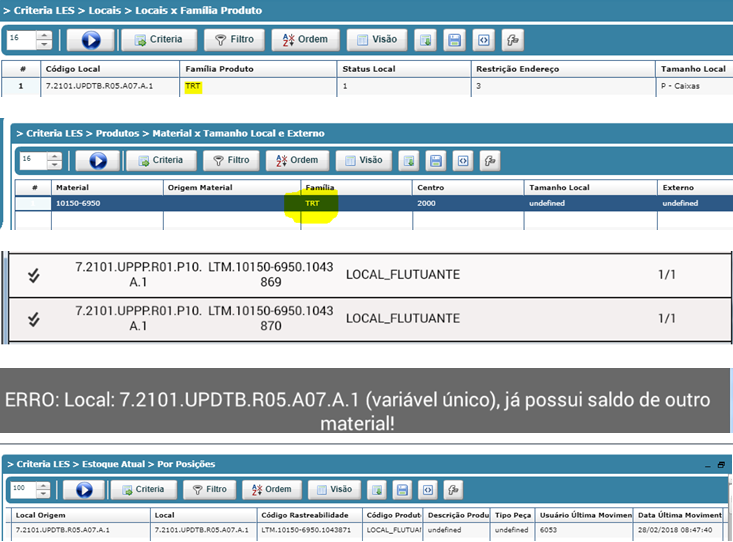 > Criteria LES > Locais > Locais x Família Produto
16 Criteria Filtro Ordem Visão
# Código Local Família Produto Status Local Restrição Endereço Tamanho Local
1 7.2101.UPDTB.R05.A07.A.1 TRT 1 3 P - Caixas
> Criteria LES > Produtos > Material x Tamanho Local e Externo
16 Criteria Filtro Ordem Visão
# Material Origem Material Família Centro Tamanho Local Externo
10150-6950 TRT 2000 undefined undefined
7.2101.UPPP.R01.P10. LTM.10150-6950.1043 LOCAL_FLUTUANTE 1/1
A.1 869
7.2101.UPPP.R01.P10. LTM.10150-6950.1043 LOCAL_FLUTUANTE 1/1
A.1 870
ERRO: Local: 7.2101.UPDTB.R05.A07.A.1 (variável único), já possui saldo de outro
material!
> Criteria LES > Estoque Atual > Por Posições
100 Criteria Filtro Ordem Visão
Local Origem Local Código Rastreabilidade Código Produt Descrição Produ Tipo Peça Usuário Última Movimen Data Última Moviment
7.2101.UPDTB.R05.A07.A.1 7.2101.UPDTB.R05.A07.A.1 LTM.10150-6950.1043871 LOCAL_FLUTUA undefined undefined 6053 28/02/2018 08:47:40